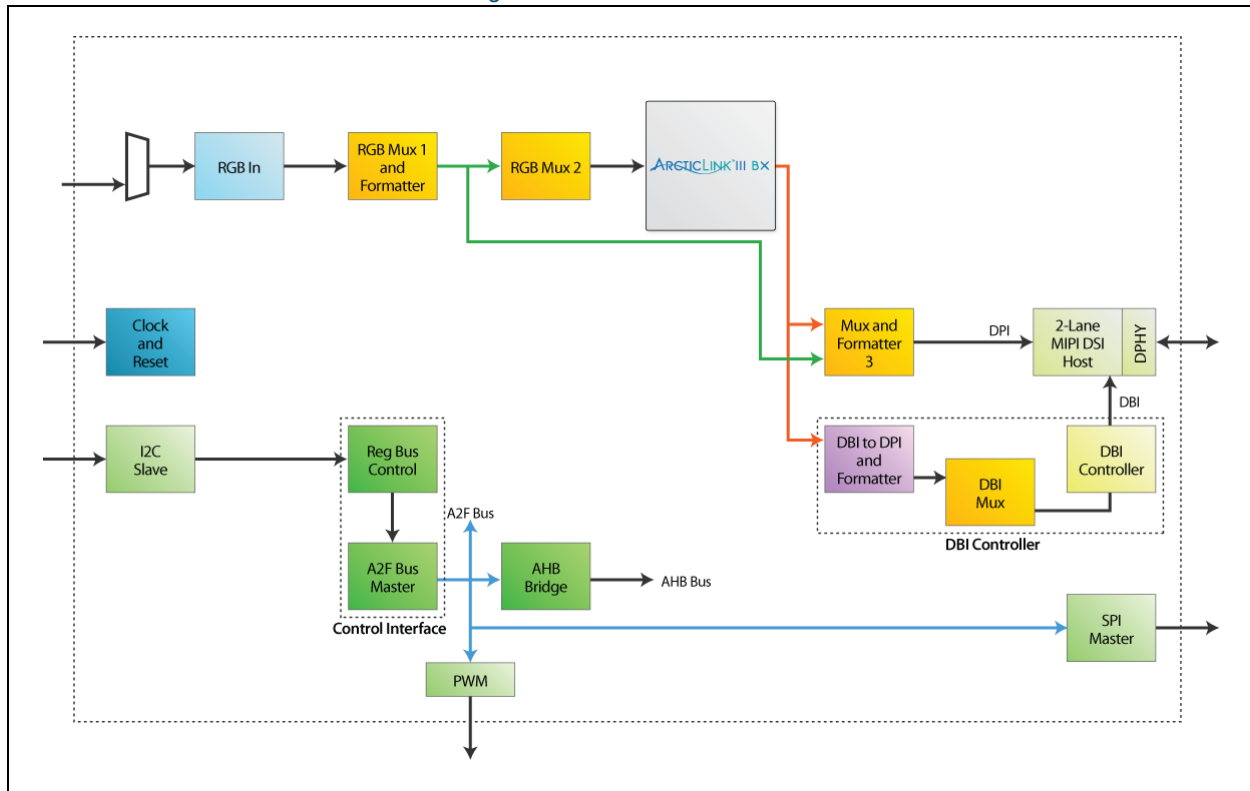 RGB In
RGB Mux 1
and
Formatter
RGB Mux 2
ARCTICLINK III BX
Clock
and
Reset
Mux and
Formatter
3
DPI
2-Lane
MIPI DSI
Host
DPHY
DBI
I2C
Slave
Reg Bus
Control
DBI to DPI
and
Formatter
DBI
Mux
DBI
Controller
DBI Controller
A2F Bus
A2F Bus
Master
AHB
Bridge
AHB Bus
Control Interface
SPI
Master
PWM